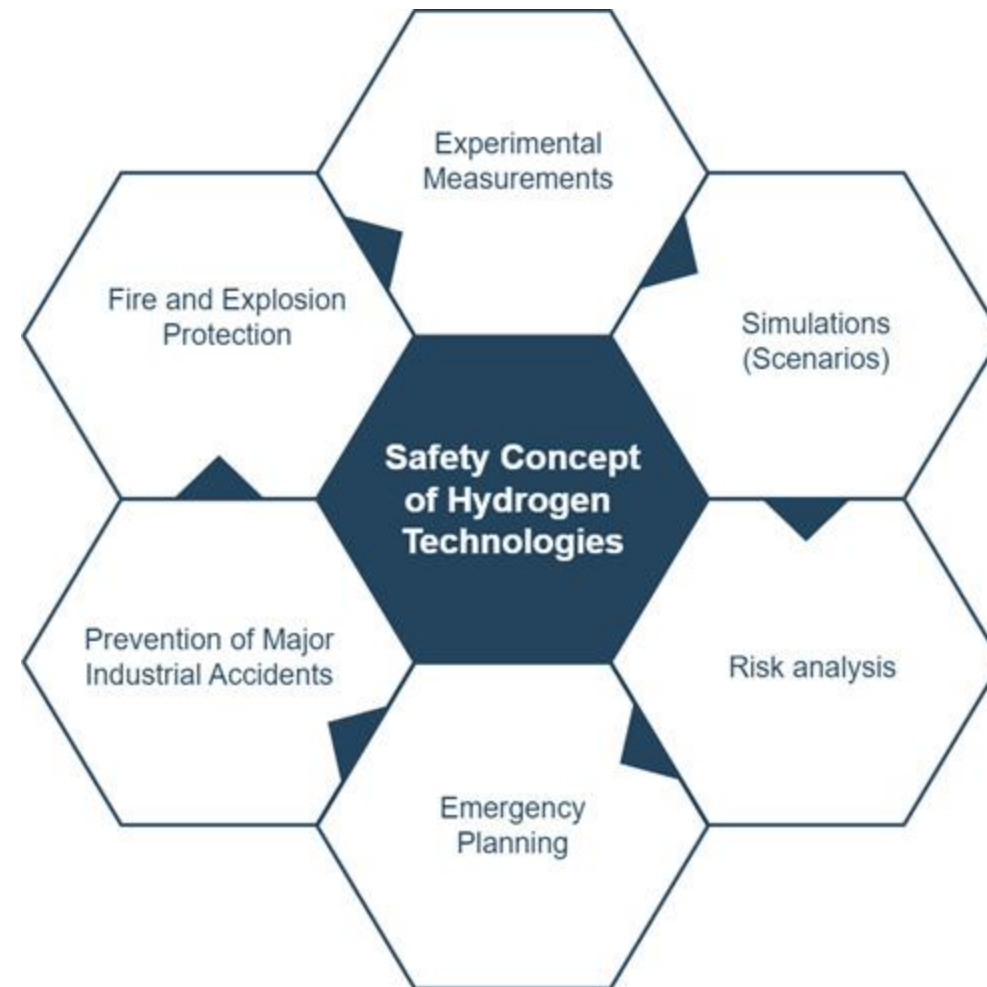 Experimental
Measurements
Fire and Explosion
Protection
Simulations
(Scenarios)
Safety Concept
of Hydrogen
Technologies
Prevention of Major
Industrial Accidents
Risk analysis
Emergency
Planning